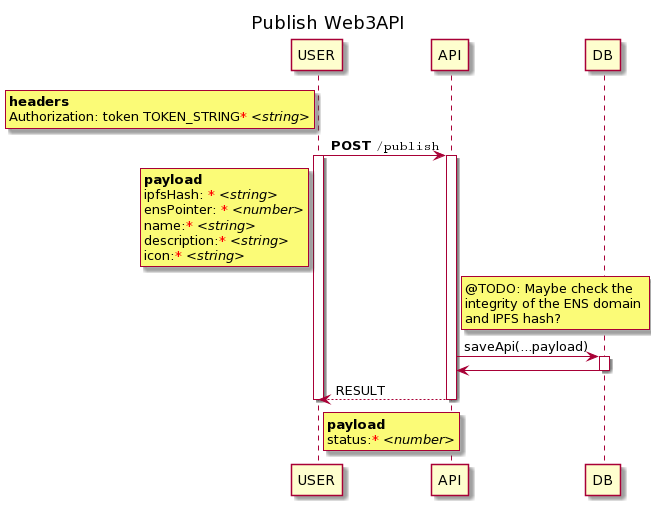 Publish Web3API
USER
API
DB
headers
Authorization: token TOKEN_STRING* <string>
POST /publish
payload
ipfsHash: * <string>
ensPointer: * <number>
name:* <string>
description:* <string>
icon:* <string>
@TODO: Maybe check the
integrity of the ENS domain
and IPFS hash?
saveApi(...payload)
RESULT
payload
status:* <number>
USER
API
DB